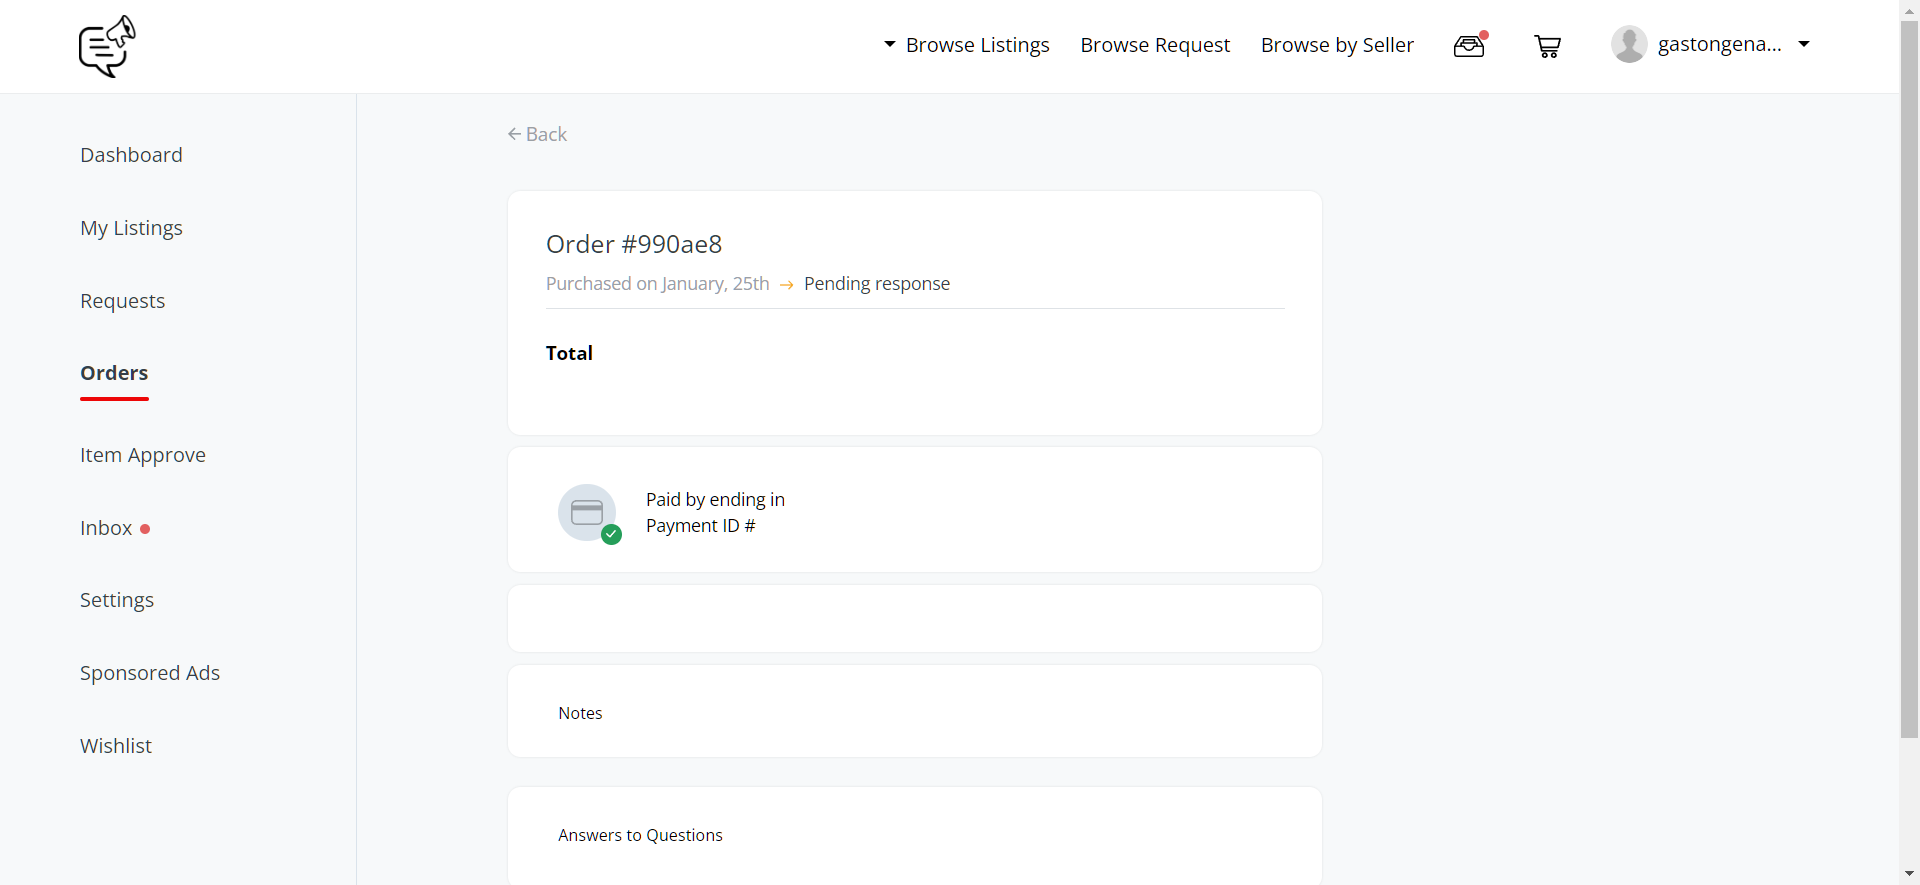 Browse Listings
Browse Request
Browse by Seller
gastongena...
Dashboard
My Listings
Requests
Orders
Item Approve
Inbox
Settings
Sponsored Ads
Wishlist
Back
Order #990ae8
Purchased on January, 25th → Pending response
Total
Paid by ending in
Payment ID #
Notes
Answers to Questions